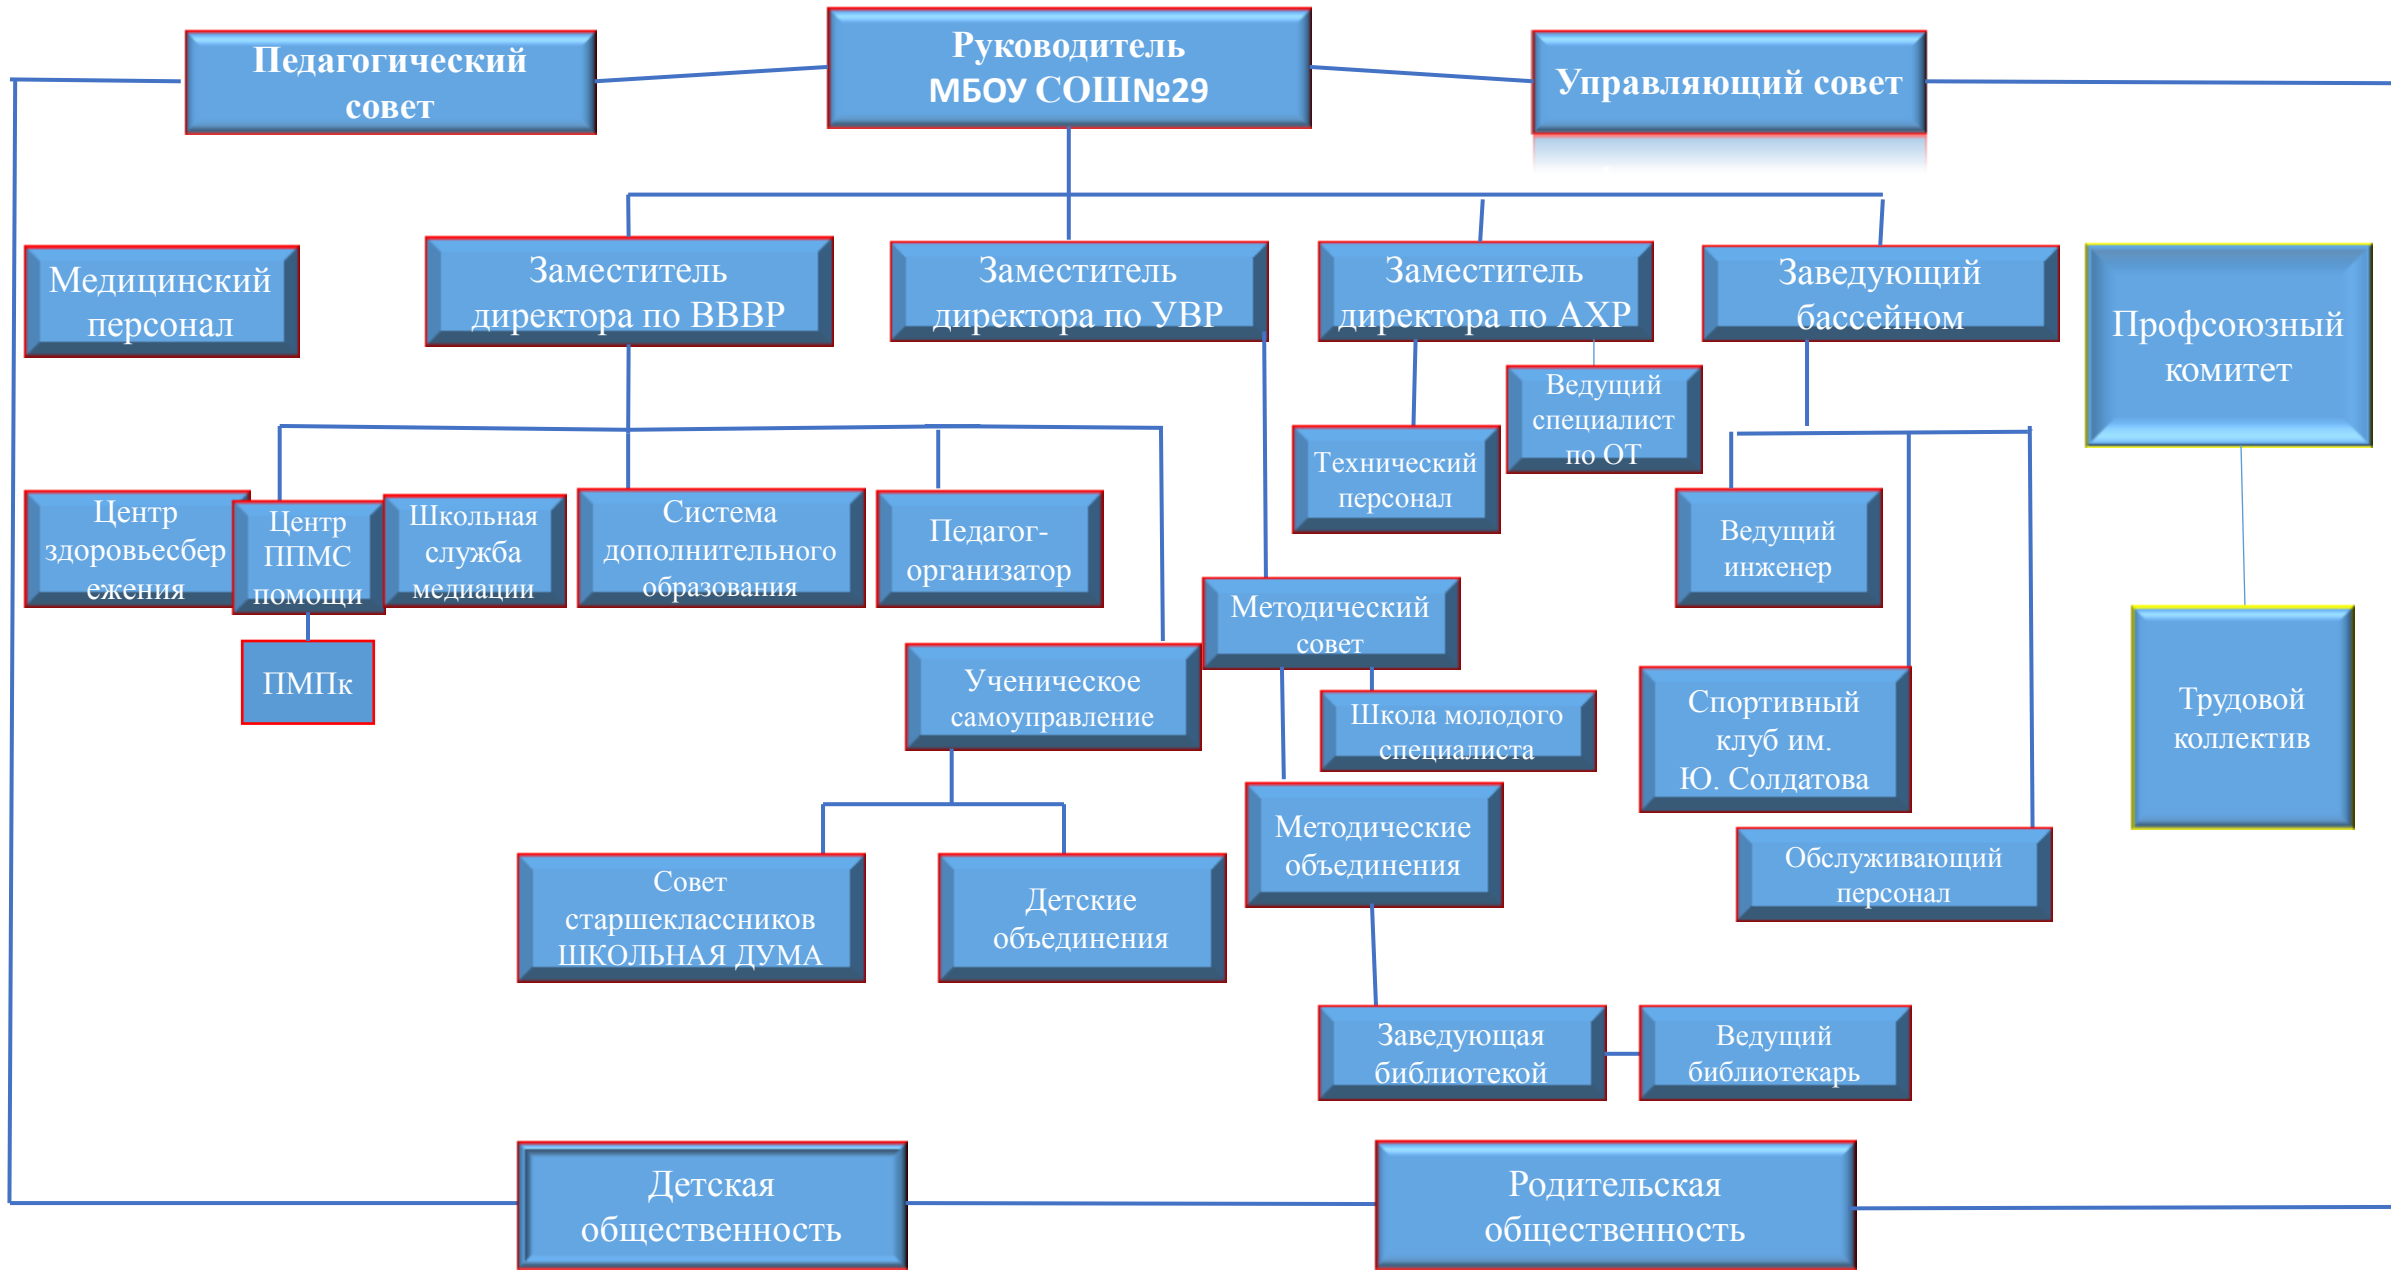 Педагогический
совет
Руководитель
МБОУ СОШ№29
Управляющий совет
Медицинский
персонал
Заместитель
директора по ВВВР
Заместитель
директора по УВР
Заместитель
директора по АХР
Заведующий
бассейном
Профсоюзный
комитет
Ведущий
специалист
по ОТ
Технический
персонал
Центр
здоровьесбер
ежения
Центр
ППМС
помощи
Школьная
служба
медиации
Система
дополнительного
образования
Педагог-
организатор
Ведущий
инженер
Методический
совет
ПМПк
Ученическое
самоуправление
Школа молодого
специалиста
Спортивный
клуб им.
Ю. Солдатова
Трудовой
коллектив
Методические
объединения
Обслуживающий
персонал
Совет
старшеклассников
ШКОЛЬНАЯ ДУМА
Детские
объединения
Заведующая
библиотекой
Ведущий
библиотекарь
Детская
общественность
Родительская
общественность